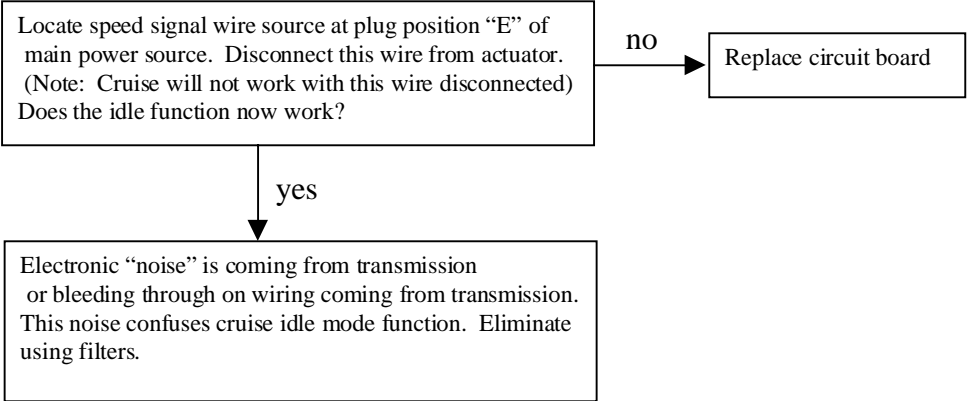 Locate speed signal wire source at plug position “E” of
main power source.  Disconnect this wire from actuator.
(Note:  Cruise will not work with this wire disconnected)
Does the idle function now work?
no
Replace circuit board
yes
Electronic “noise” is coming from transmission
or bleeding through on wiring coming from transmission.
This noise confuses cruise idle mode function.  Eliminate
using filters.